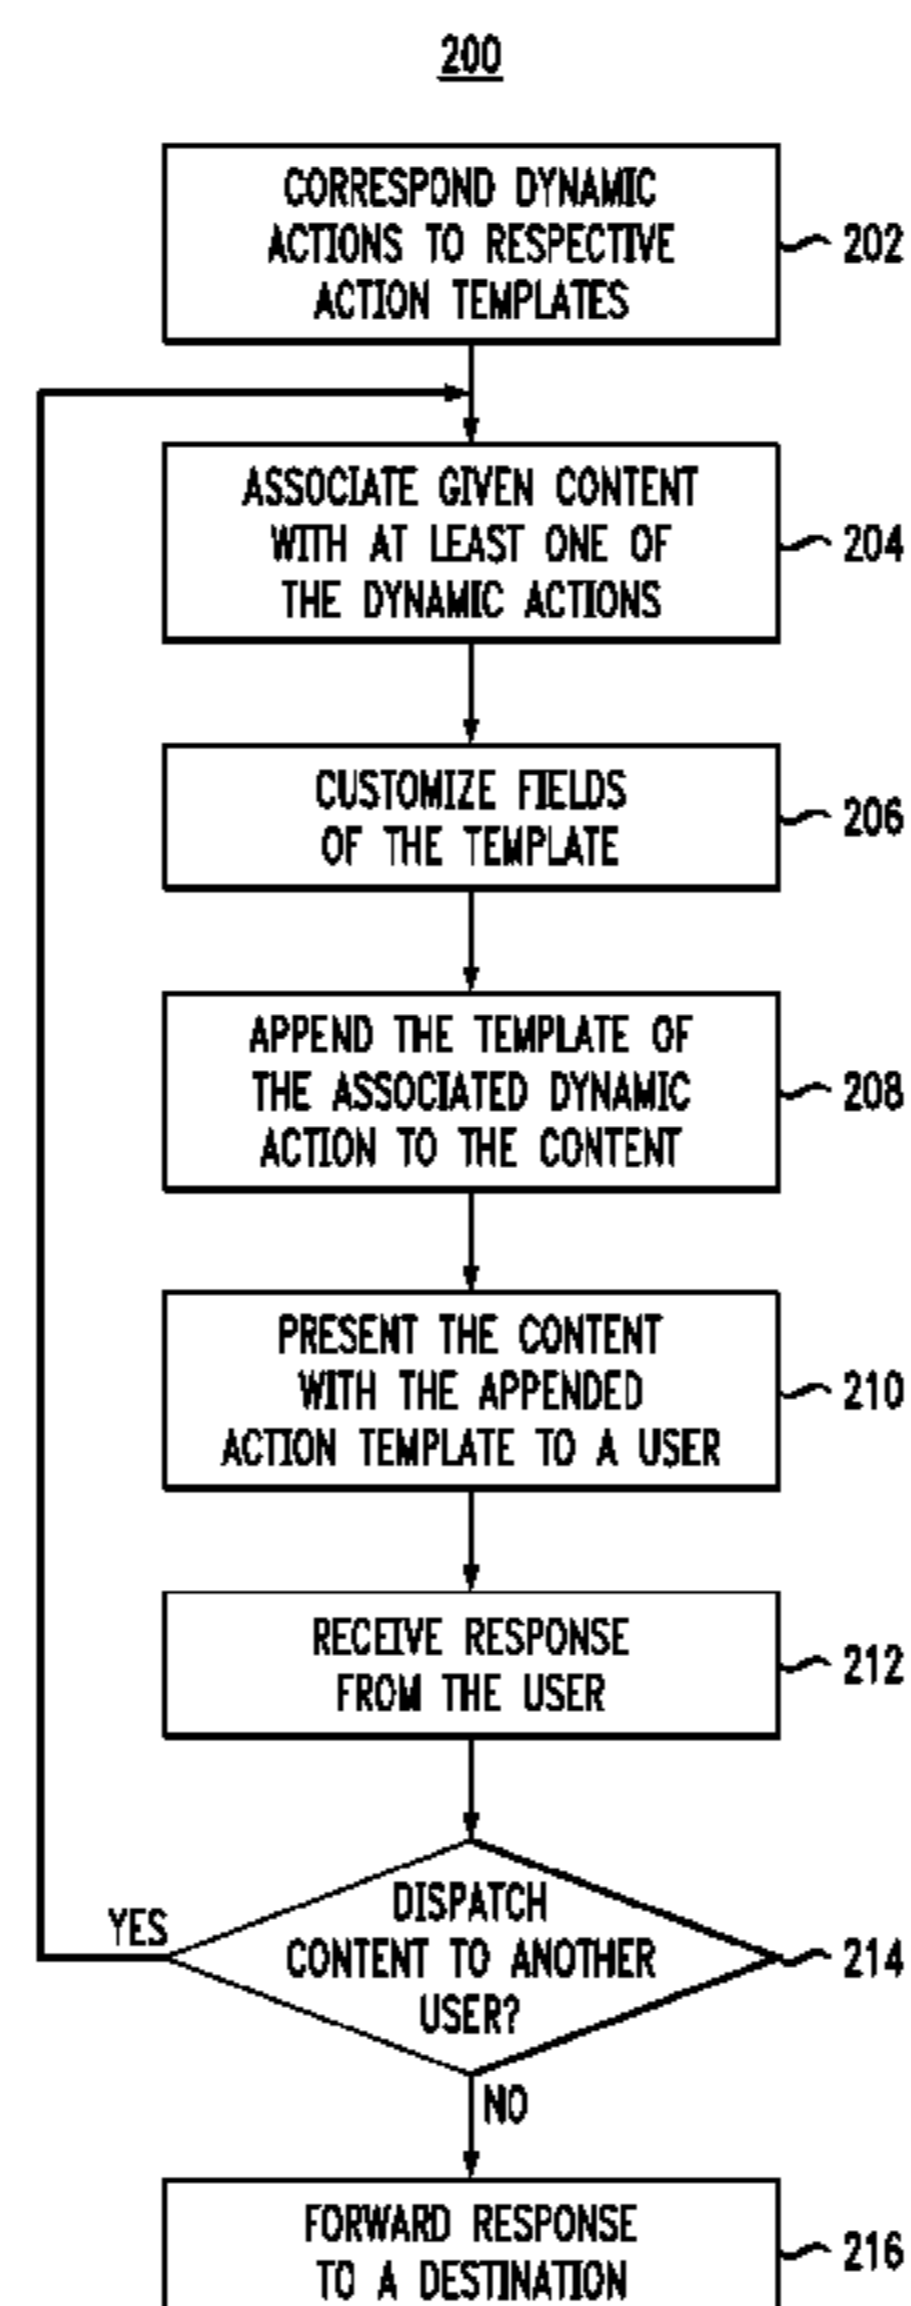 200
CORRESPOND DYNAMIC
ACTIONS TO RESPECTIVE
ACTION TEMPLATES
202
ASSOCIATE GIVEN CONTENT
WITH AT LEAST ONE OF
THE DYNAMIC ACTIONS
204
CUSTOMIZE FIELDS
OF THE TEMPLATE
206
APPEND THE TEMPLATE OF
THE ASSOCIATED DYNAMIC
ACTION TO THE CONTENT
208
PRESENT THE CONTENT
WITH THE APPENDED
ACTION TEMPLATE TO A USER
210
RECEIVE RESPONSE
FROM THE USER
212
YES
DISPATCH
CONTENT TO ANOTHER
USER?
214
NO
FORWARD RESPONSE
TO A DESTINATION
216